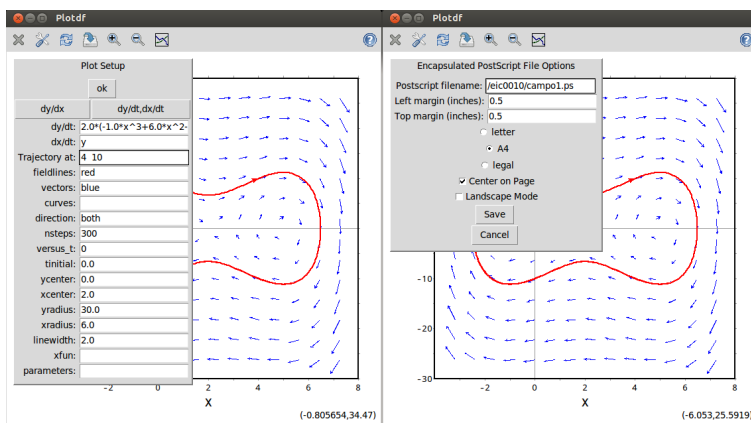 Plotdf
Plot Setup
ok
dy/dx dy/dt,dx/dt
dy/dt: 2.0*(-1.0*x^3+6.0*x^2-
dx/dt: y
Trajectory at: 4 10
fieldlines: red
vectors: blue
curves:
direction: both
nsteps: 300
versus_t: 0
tinitial: 0.0
ycenter: 0.0
xcenter: 2.0
yradius: 30.0
xradius: 6.0
linewidth: 2.0
xfun:
parameters:
-2 0 2 4 6 8
X
(-0.805654,34.47)
Plotdf
Encapsulated PostScript File Options
Postscript filename: /eic0010/campo1.ps
Left margin (inches): 0.5
Top margin (inches): 0.5
letter
A4
legal
Center on Page
Landscape Mode
Save
Cancel
-10
-20
-30
-2 0 2 4 6 8
X
(-6.053,25.5919)